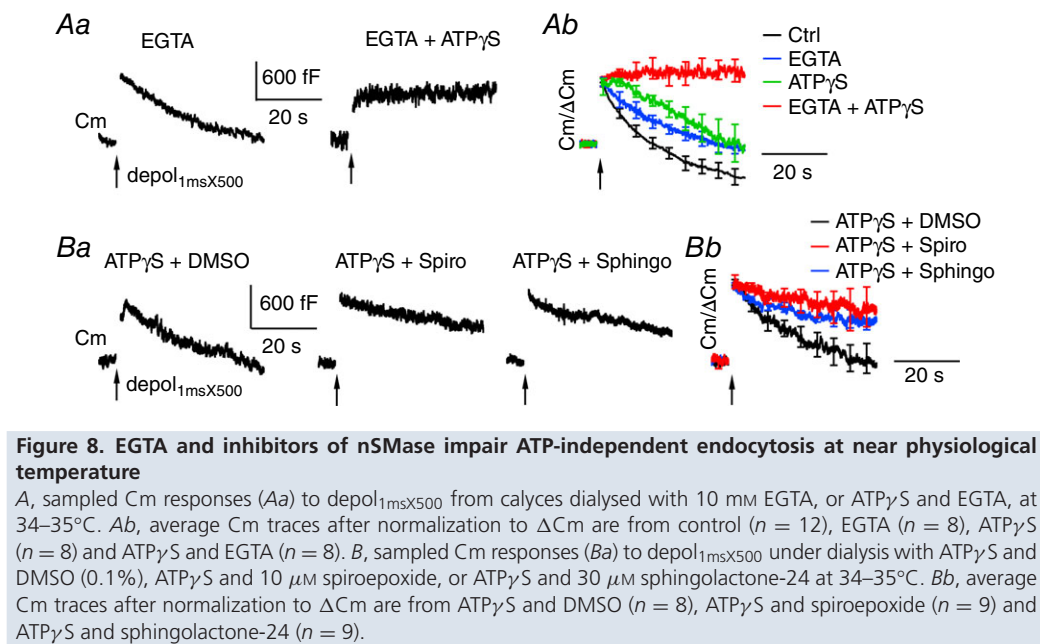 Aa
EGTA
EGTA + ATPγS
600 fF
20 s
Cm
depol1msX500
Ab
Ctrl
EGTA
ATPγS
EGTA + ATPγS
Cm/ΔCm
20 s
Ba
ATPγS + DMSO
ATPγS + Spiro
ATPγS + Sphingo
600 fF
20 s
Cm
depol1msX500
Bb
ATPγS + DMSO
ATPγS + Spiro
ATPγS + Sphingo
Cm/ΔCm
20 s
Figure 8. EGTA and inhibitors of nSMase impair ATP-independent endocytosis at near physiological
temperature
A, sampled Cm responses (Aa) to depol1msX500 from calyces dialysed with 10 mM EGTA, or ATPγS and EGTA, at
34–35°C. Ab, average Cm traces after normalization to ΔCm are from control (n = 12), EGTA (n = 8), ATPγS
(n = 8) and ATPγS and EGTA (n = 8). B, sampled Cm responses (Ba) to depol1msX500 under dialysis with ATPγS and
DMSO (0.1%), ATPγS and 10 μM spiroepoxide, or ATPγS and 30 μM sphingolactone-24 at 34–35°C. Bb, average
Cm traces after normalization to ΔCm are from ATPγS and DMSO (n = 8), ATPγS and spiroepoxide (n = 9) and
ATPγS and sphingolactone-24 (n = 9).